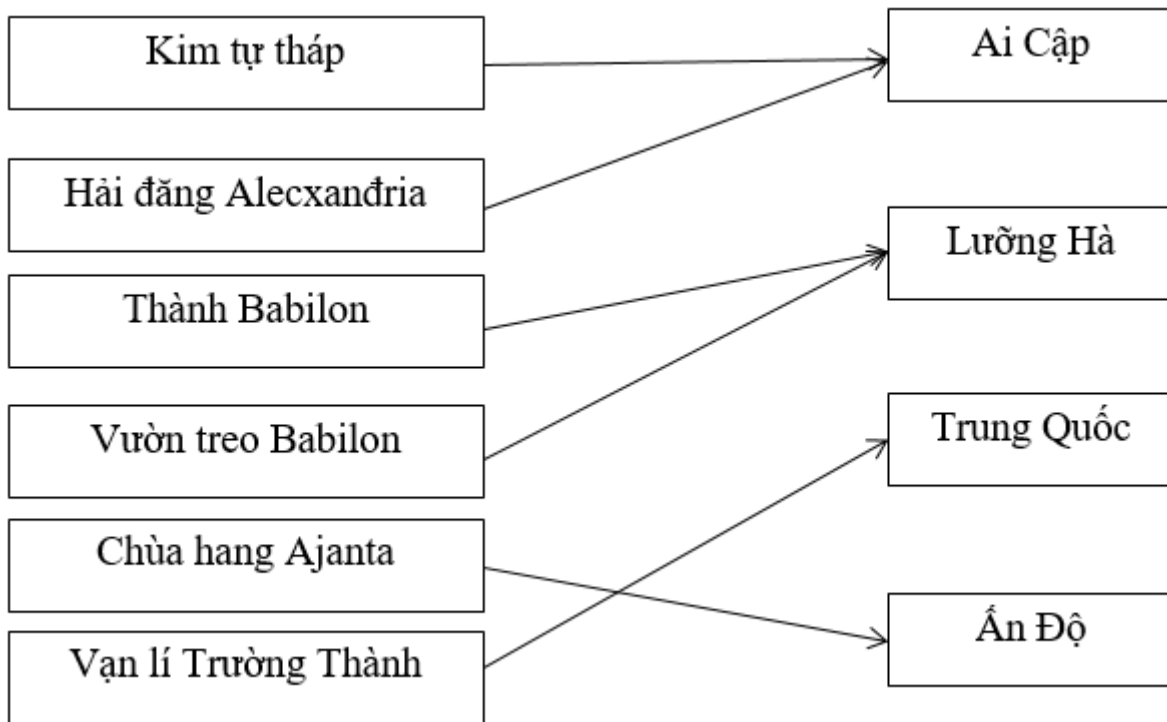 Kim tự tháp
Hải đăng Alecxanđria
Thành Babilon
Vườn treo Babilon
Chùa hang Ajanta
Vạn lí Trường Thành
Ai Cập
Lưỡng Hà
Trung Quốc
Ấn Độ